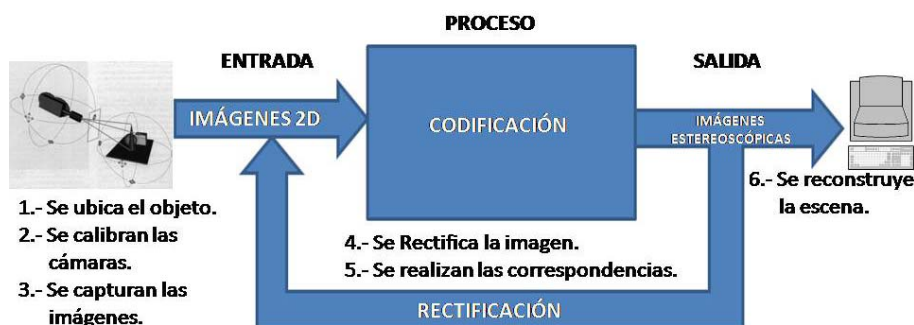 PROCESO
ENTRADA
SALIDA
IMÁGENES 2D
CODIFICACIÓN
IMÁGENES
ESTEREOSCÓPICAS
1.- Se ubica el objeto.
2.- Se calibran las
cámaras.
3.- Se capturan las
imágenes.
4.- Se Rectifica la imagen.
5.- Se realizan las correspondencias.
6.- Se reconstruye
la escena.
RECTIFICACIÓN